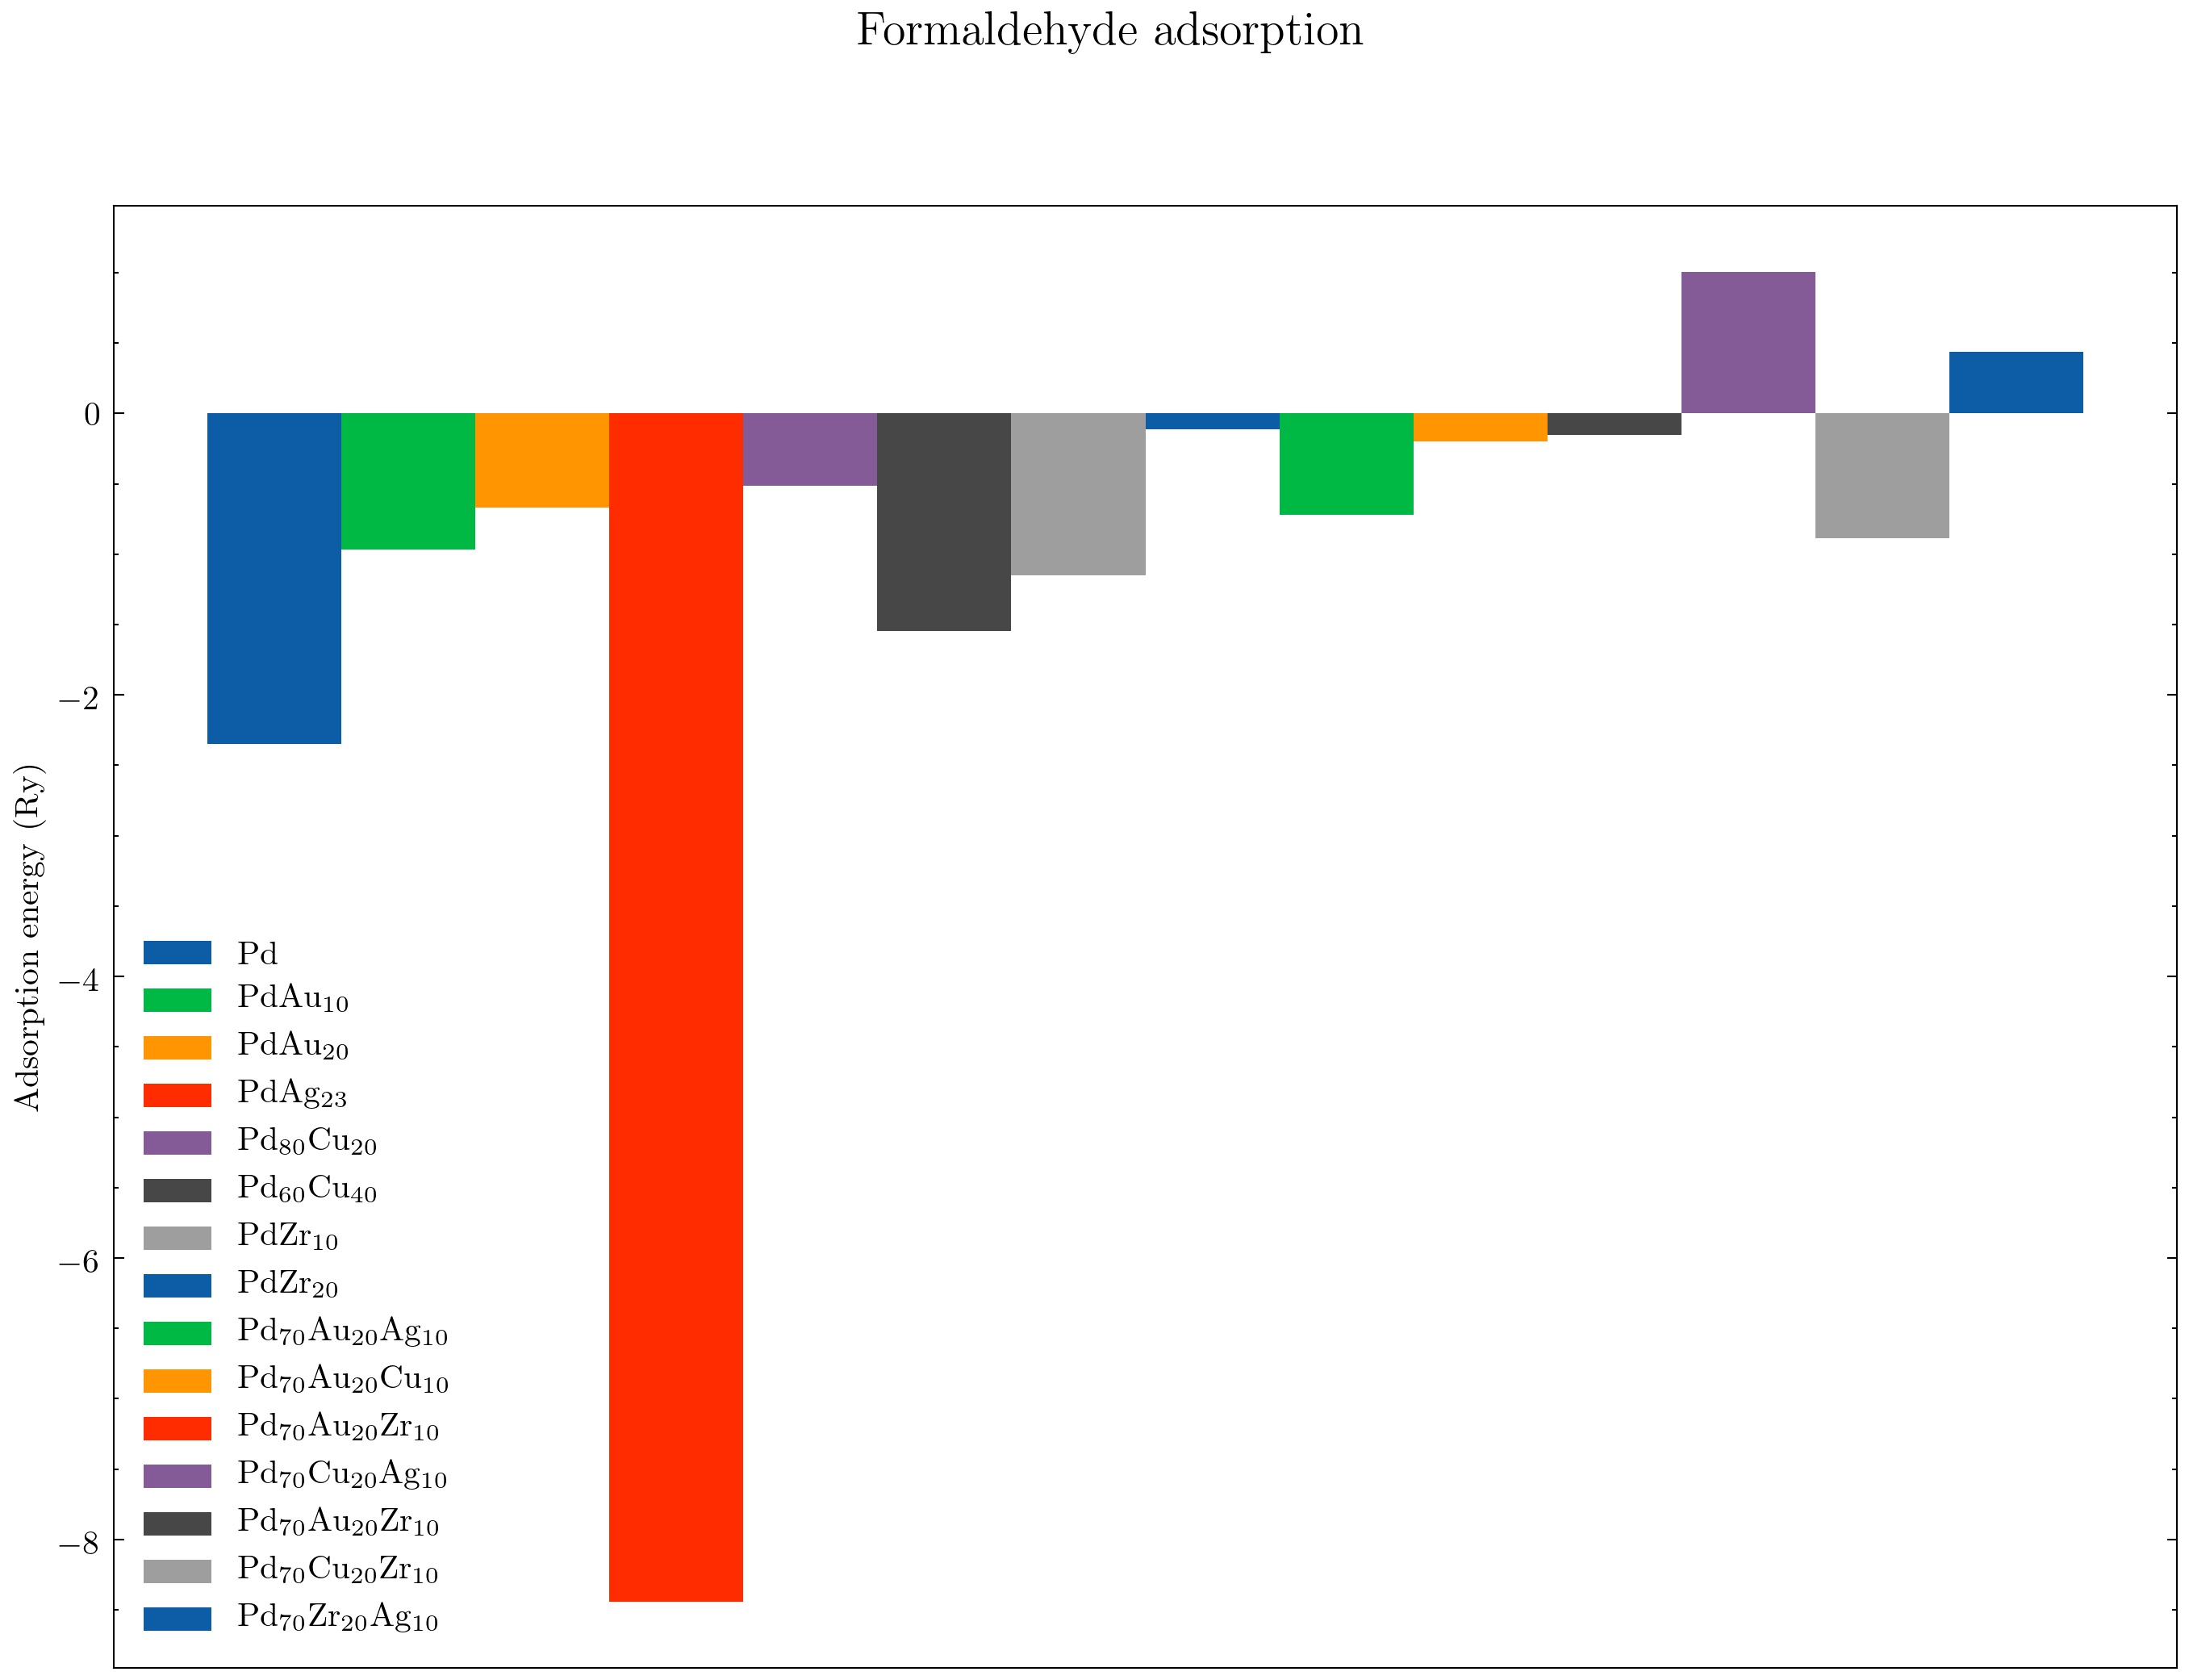 Formaldehyde adsorption
Adsorption energy (Ry)
0
−2
−4
−6
−8
Pd
PdAu₁₀
PdAu₂₀
PdAg₂₃
Pd₈₀Cu₂₀
Pd₆₀Cu₄₀
PdZr₁₀
PdZr₂₀
Pd₇₀Au₂₀Ag₁₀
Pd₇₀Au₂₀Cu₁₀
Pd₇₀Au₂₀Zr₁₀
Pd₇₀Cu₂₀Ag₁₀
Pd₇₀Au₂₀Zr₁₀
Pd₇₀Cu₂₀Zr₁₀
Pd₇₀Zr₂₀Ag₁₀